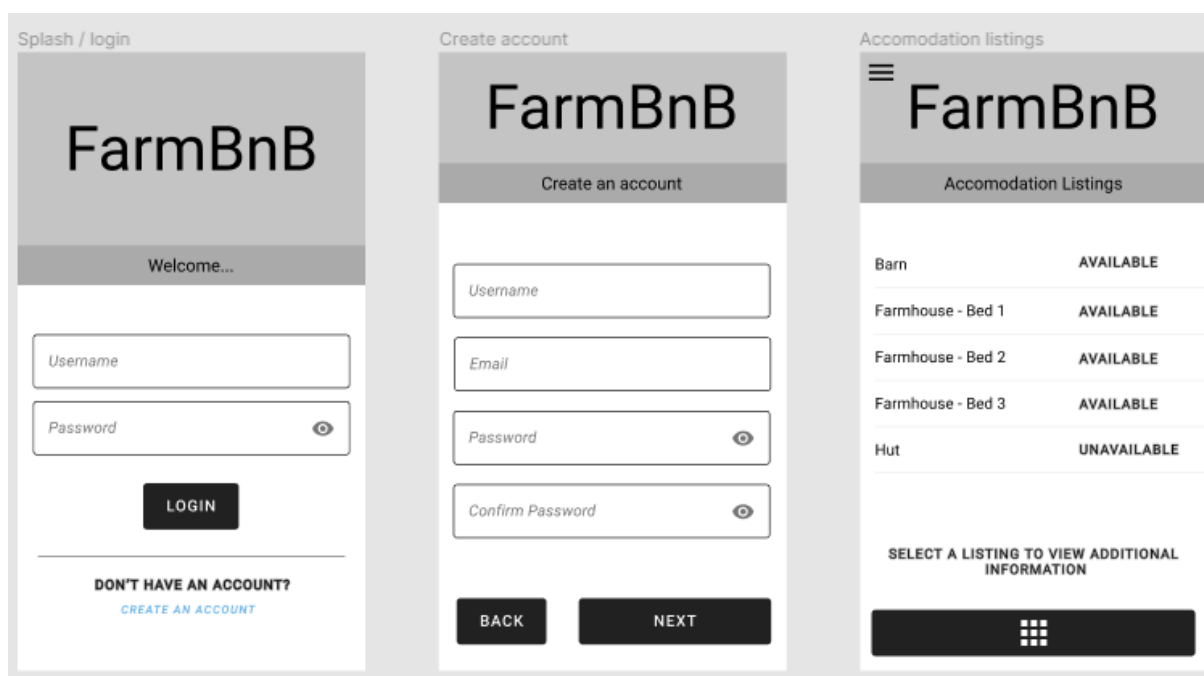 Splash / login
FarmBnB
Welcome...
Username
Password
LOGIN
DON'T HAVE AN ACCOUNT?
CREATE AN ACCOUNT
Create account
FarmBnB
Create an account
Username
Email
Password
Confirm Password
BACK NEXT
Accomodation listings
FarmBnB
Accomodation Listings
Barn AVAILABLE
Farmhouse - Bed 1 AVAILABLE
Farmhouse - Bed 2 AVAILABLE
Farmhouse - Bed 3 AVAILABLE
Hut UNAVAILABLE
SELECT A LISTING TO VIEW ADDITIONAL
INFORMATION